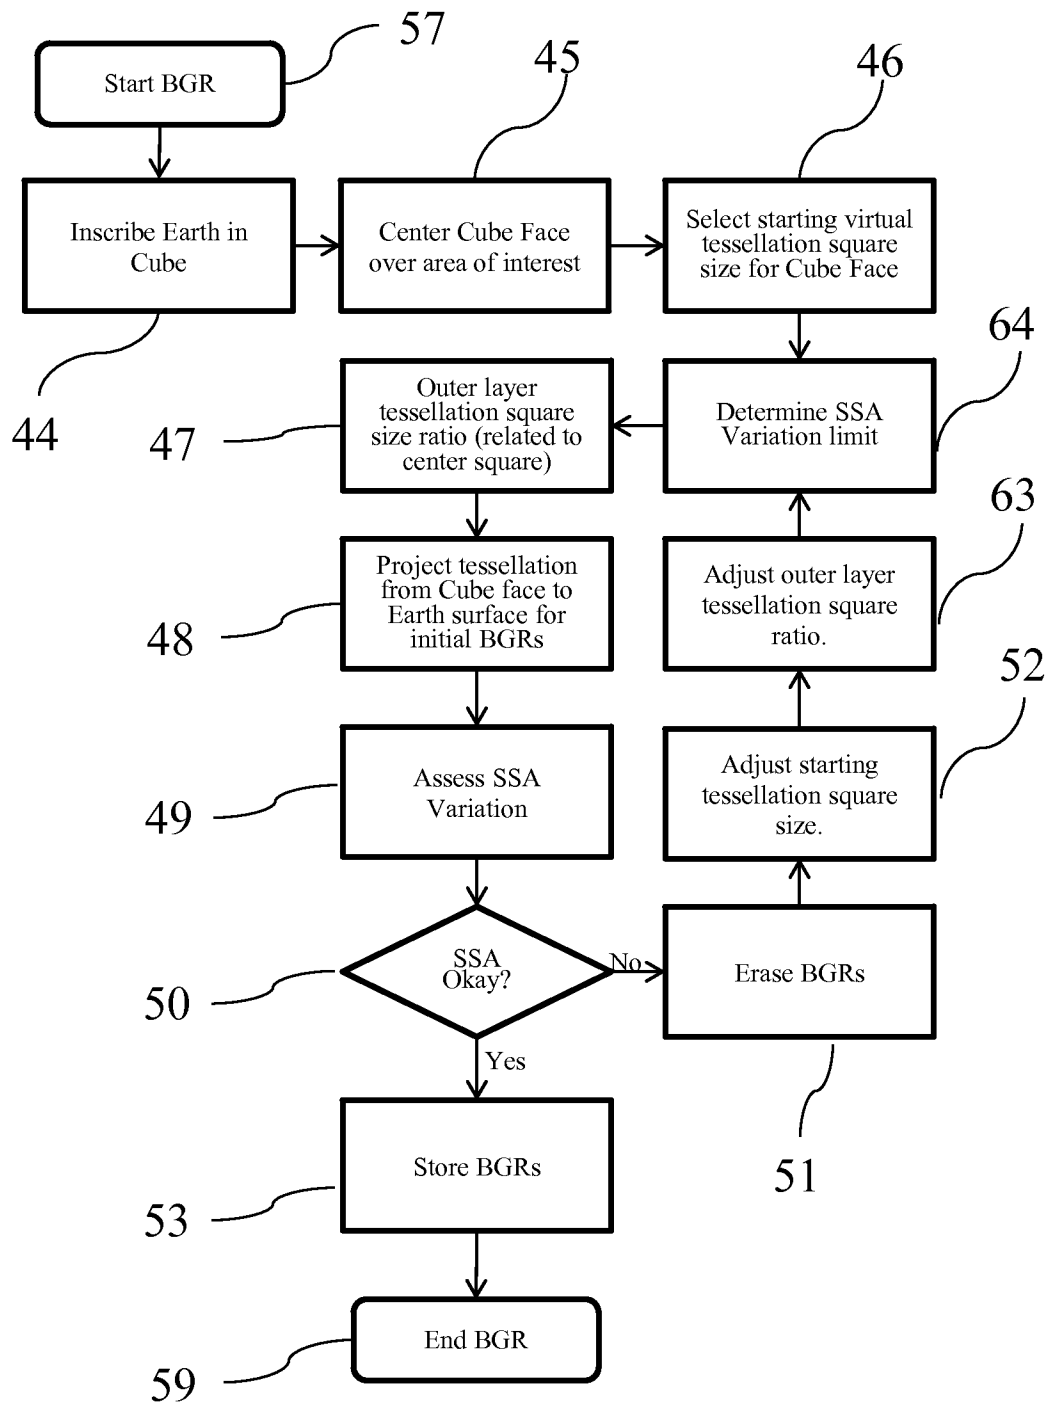 57
Start BGR
45
46
Inscribe Earth in
Cube
Center Cube Face
over area of interest
Select starting virtual
tessellation square
size for Cube Face
44
64
Outer layer
tessellation square
size ratio (related to
center square)
47
Determine SSA
Variation limit
63
Project tessellation
from Cube face to
Earth surface for
initial BGRs
48
Adjust outer layer
tessellation square
ratio.
52
Assess SSA
Variation
49
Adjust starting
tessellation square
size.
SSA
Okay?
50
No
Erase BGRs
Yes
51
Store BGRs
53
End BGR
59